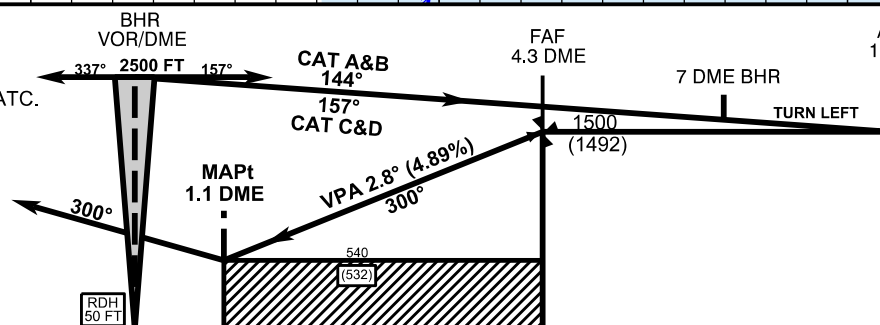 BHR
VOR/DME
337° 2500 FT 157°
ATC.
CAT A&B
144°
157°
CAT C&D
FAF
4.3 DME
7 DME BHR
TURN LEFT
1500
(1492)
MAPt
1.1 DME
VPA 2.8° (4.89%)
300°
300°
540
(532)
RDH
50 FT